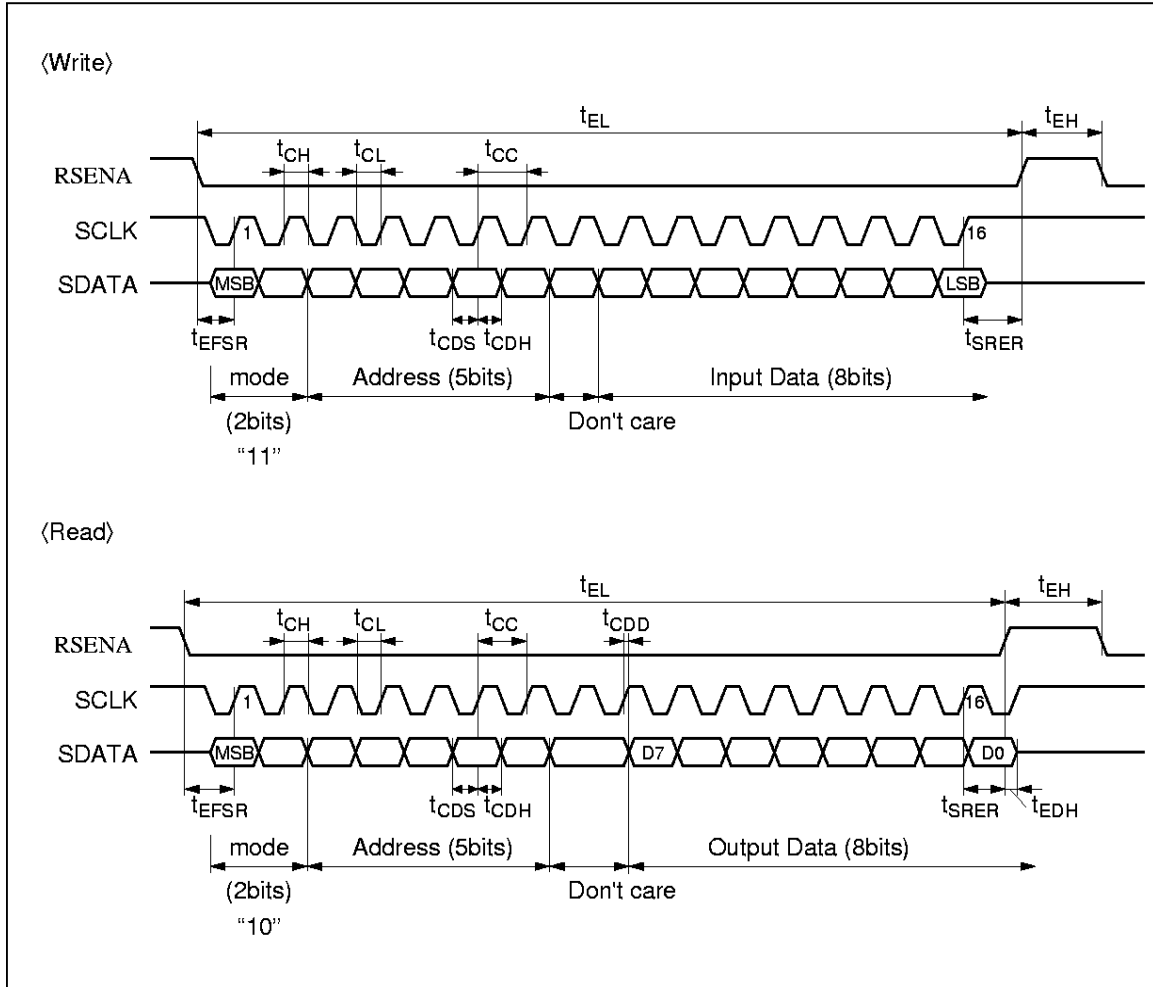 〈Write〉
tEL
tEH
tCH
tCL
tCC
RSENA
SCLK
1
16
SDATA
MSB
LSB
tEFSR
tCDS
tCDH
tSRER
mode
Address (5bits)
Input Data (8bits)
(2bits)
Don't care
“11”
〈Read〉
tEL
tEH
tCH
tCL
tCC
tCDD
RSENA
SCLK
1
16
SDATA
MSB
D7
D0
tEFSR
tCDS
tCDH
tSRER
tEDH
mode
Address (5bits)
Output Data (8bits)
(2bits)
Don't care
“10”